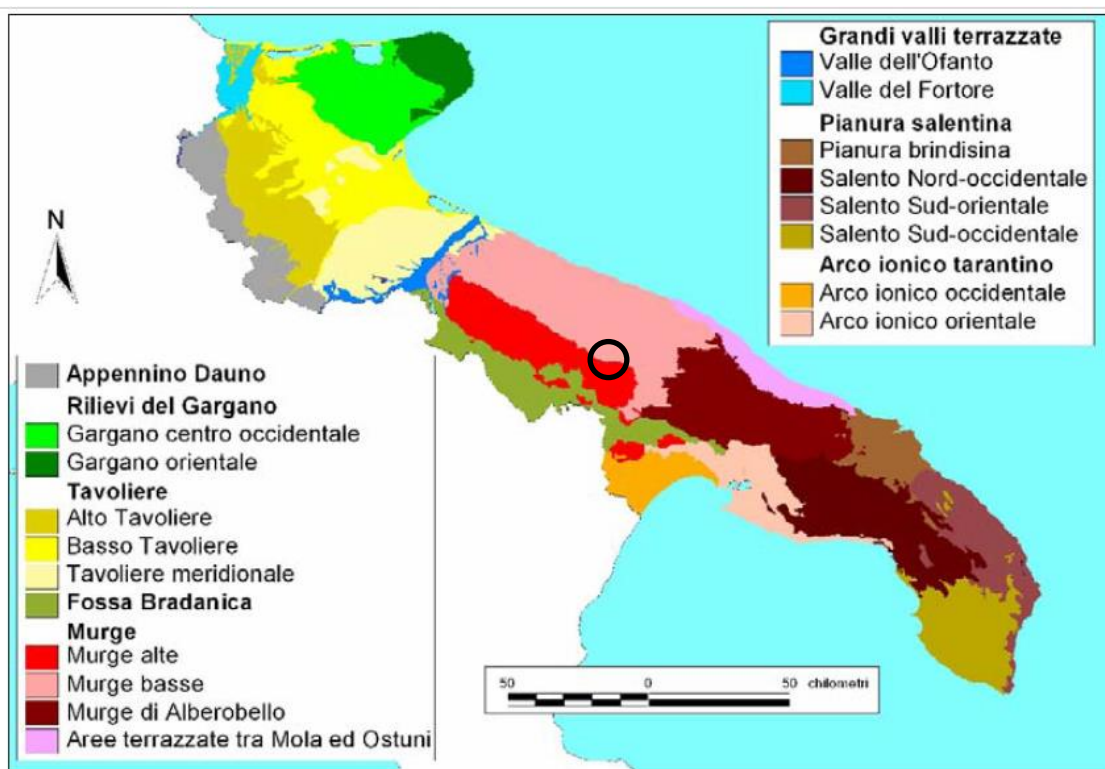 Grandi valli terrazzate
Valle dell'Ofanto
Valle del Fortore
Pianura salentina
Pianura brindisina
Salento Nord-occidentale
Salento Sud-orientale
Salento Sud-occidentale
Arco ionico tarantino
Arco ionico occidentale
Arco ionico orientale
N
Appennino Dauno
Rilievi del Gargano
Gargano centro occidentale
Gargano orientale
Tavoliere
Alto Tavoliere
Basso Tavoliere
Tavoliere meridionale
Fossa Bradanica
Murge
Murge alte
Murge basse
Murge di Alberobello
Aree terrazzate tra Mola ed Ostuni
50 0 50 chilometri